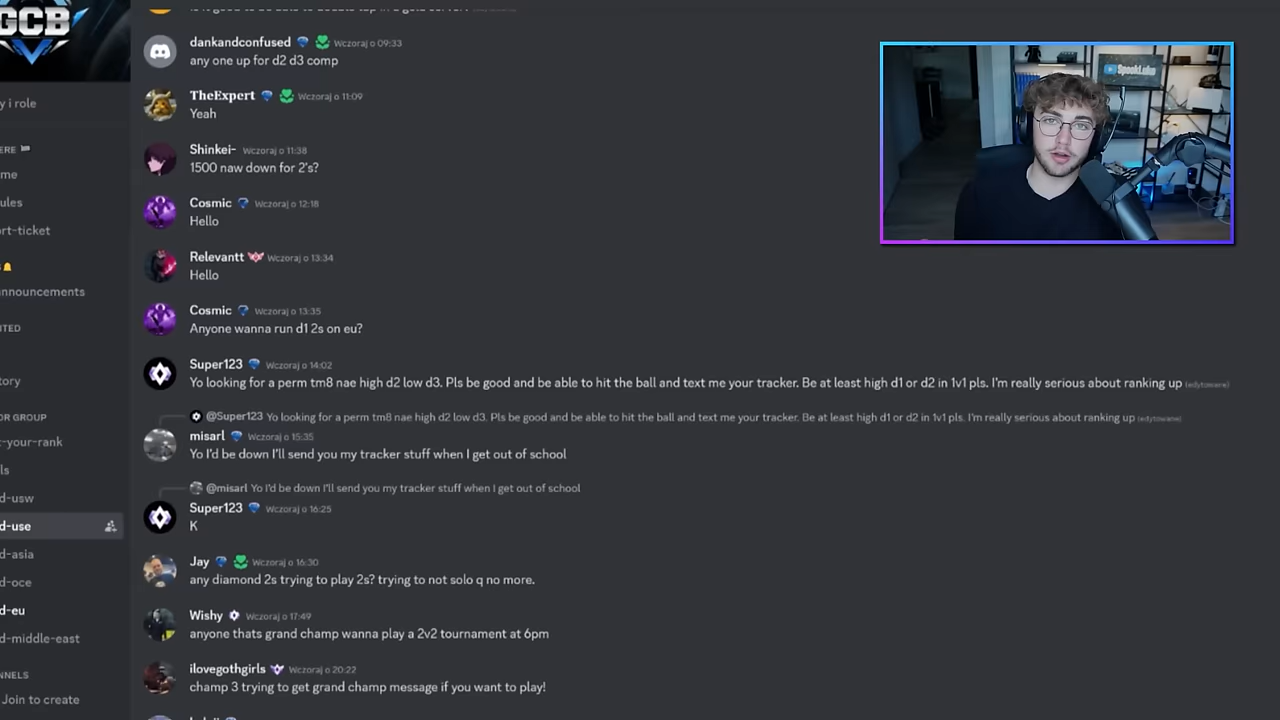 GCB
dankandconfused Wczoraj o 09:33
any one up for d2 d3 comp
y i role
TheExpert Wczoraj o 11:09
Yeah
ERE
Shinkei- Wczoraj o 11:38
1500 naw down for 2's?
me
ules
Cosmic Wczoraj o 12:18
Hello
ort-ticket
Relevantt Wczoraj o 13:34
Hello
announcements
Cosmic Wczoraj o 13:35
Anyone wanna run d1 2s on eu?
UTED
Super123 Wczoraj o 14:02
Yo looking for a perm tm8 nae high d2 low d3. Pls be good and be able to hit the ball and text me your tracker. Be at least high d1 or d2 in 1v1 pls. I'm really serious about ranking up (edytowane)
tory
@Super123 Yo looking for a perm tm8 nae high d2 low d3. Pls be good and be able to hit the ball and text me your tracker. Be at least high d1 or d2 in 1v1 pls. I'm really serious about ranking up (edytowane)
OR GROUP
misarl Wczoraj o 15:35
Yo I'd be down I'll send you my tracker stuff when I get out of school
t-your-rank
ls
@misarl Yo I'd be down I'll send you my tracker stuff when I get out of school
d-usw
Super123 Wczoraj o 16:25
K
d-use
d-asia
Jay Wczoraj o 16:30
any diamond 2s trying to play 2s? trying to not solo q no more.
d-oce
d-eu
Wishy Wczoraj o 17:49
anyone thats grand champ wanna play a 2v2 tournament at 6pm
d-middle-east
ilovegothgirls Wczoraj o 20:22
champ 3 trying to get grand champ message if you want to play!
NNELS
Join to create
SpookLuke